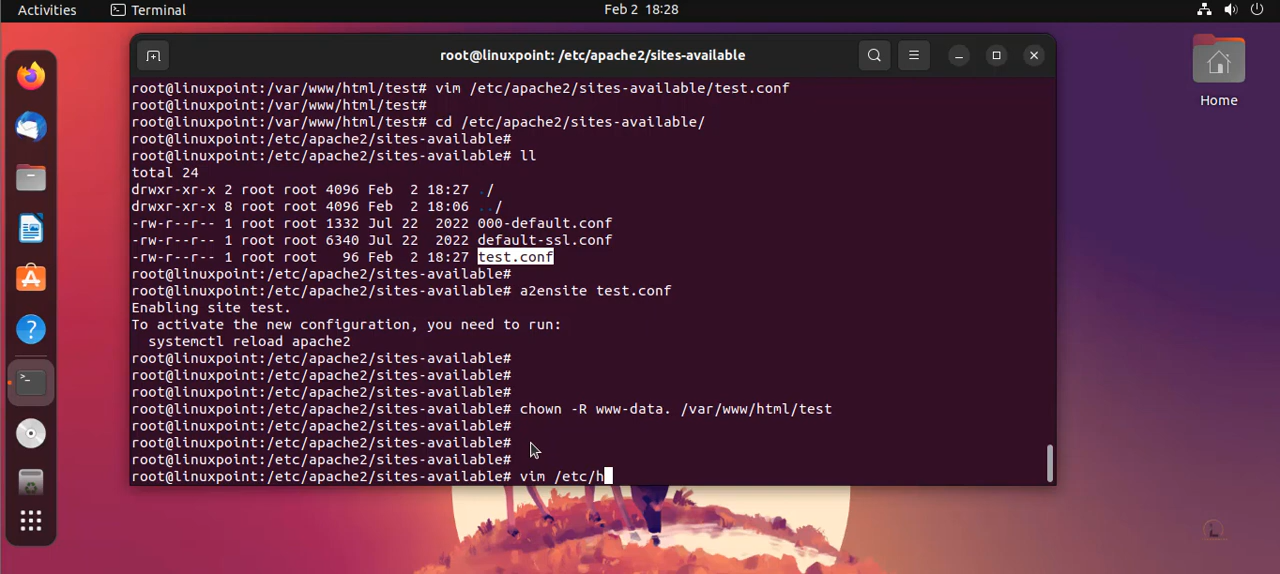 Activities
Terminal
Feb 2 18:28
root@linuxpoint: /etc/apache2/sites-available
Home
root@linuxpoint:/var/www/html/test# vim /etc/apache2/sites-available/test.conf
root@linuxpoint:/var/www/html/test#
root@linuxpoint:/var/www/html/test# cd /etc/apache2/sites-available/
root@linuxpoint:/etc/apache2/sites-available#
root@linuxpoint:/etc/apache2/sites-available# ll
total 24
drwxr-xr-x 2 root root 4096 Feb  2 18:27 ./
drwxr-xr-x 8 root root 4096 Feb  2 18:06 ../
-rw-r--r-- 1 root root 1332 Jul 22  2022 000-default.conf
-rw-r--r-- 1 root root 6340 Jul 22  2022 default-ssl.conf
-rw-r--r-- 1 root root   96 Feb  2 18:27 test.conf
root@linuxpoint:/etc/apache2/sites-available#
root@linuxpoint:/etc/apache2/sites-available# a2ensite test.conf
Enabling site test.
To activate the new configuration, you need to run:
  systemctl reload apache2
root@linuxpoint:/etc/apache2/sites-available#
root@linuxpoint:/etc/apache2/sites-available#
root@linuxpoint:/etc/apache2/sites-available#
root@linuxpoint:/etc/apache2/sites-available# chown -R www-data. /var/www/html/test
root@linuxpoint:/etc/apache2/sites-available#
root@linuxpoint:/etc/apache2/sites-available#
root@linuxpoint:/etc/apache2/sites-available#
root@linuxpoint:/etc/apache2/sites-available# vim /etc/h